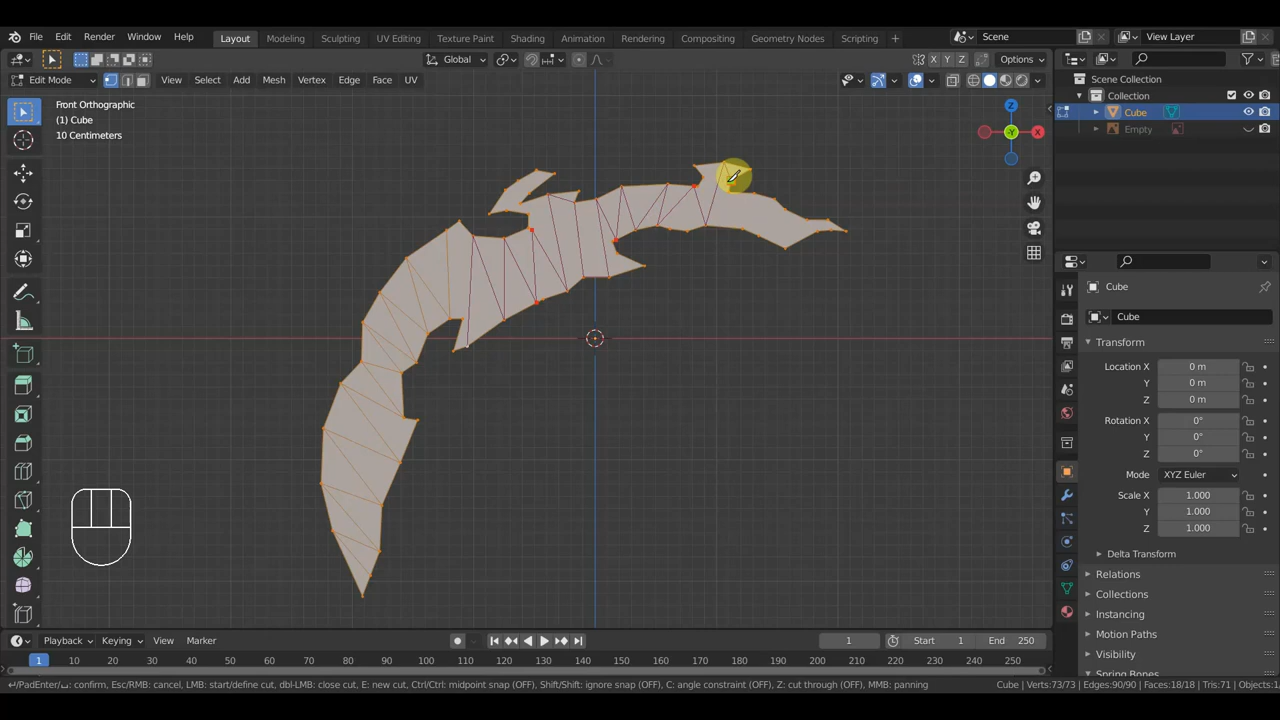 File Edit Render Window Help Layout Modeling Sculpting UV Editing Texture Paint Shading Animation Rendering Compositing Geometry Nodes Scripting + Scene View Layer
Global X Y Z Options
Edit Mode View Select Add Mesh Vertex Edge Face UV
Front Orthographic
(1) Cube
10 Centimeters
Z
-Y
X
Scene Collection
Collection
Cube
Empty
Cube
Cube
Transform
Location X 0 m
Y 0 m
Z 0 m
Rotation X 0°
Y 0°
Z 0°
Mode XYZ Euler
Scale X 1.000
Y 1.000
Z 1.000
Delta Transform
Relations
Collections
Instancing
Motion Paths
Visibility
Spring Bones
Playback Keying View Marker 1 Start 1 End 250
1 10 20 30 40 50 60 70 80 90 100 110 120 130 140 150 160 170 180 190 200 210 220 230 240 250
/PadEnter/ : confirm, Esc/RMB: cancel, LMB: start/define cut, dbl-LMB: close cut, E: new cut, Ctrl/Ctrl: midpoint snap (OFF), Shift/Shift: ignore snap (OFF), C: angle constraint (OFF), Z: cut through (OFF), MMB: panning Cube | Verts:73/73 | Edges:90/90 | Faces:18/18 | Tris:71 | Objects:1